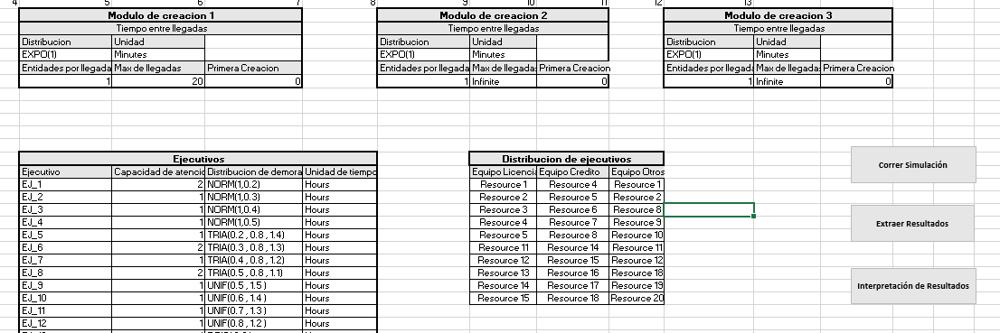 4 5 6 7 8 9 10 11 12 13
Modulo de creacion 1 Modulo de creacion 2 Modulo de creacion 3
Tiempo entre llegadas Tiempo entre llegadas Tiempo entre llegadas
Distribucion Unidad Distribucion Unidad Distribucion Unidad
EXPO(1) Minutes EXPO(1) Minutes EXPO(1) Minutes
Entidades por llegada Max de llegadas Primera Creacion Entidades por llegada Max de llegadas Primera Creacion Entidades por llegada Max de llegadas Primera Creacion
1 20 0 1 Infinite 0 1 Infinite 0
Ejecutivos Distribucion de ejecutivos
Ejecutivo Capacidad de atencio Distribucion de demora Unidad de tiempo Equipo Licencia Equipo Credito Equipo Otros
EJ_1 2 NORM(1,0.2) Hours Resource 1 Resource 4 Resource 1
EJ_2 1 NORM(1,0.3) Hours Resource 2 Resource 5 Resource 2
EJ_3 1 NORM(1,0.4) Hours Resource 3 Resource 6 Resource 8
EJ_4 1 NORM(1,0.5) Hours Resource 4 Resource 7 Resource 9
EJ_5 1 TRIA(0.2 , 0.8 , 1.4) Hours Resource 5 Resource 8 Resource 10
EJ_6 2 TRIA(0.3 , 0.8 , 1.3) Hours Resource 11 Resource 14 Resource 11
EJ_7 1 TRIA(0.4 , 0.8 , 1.2) Hours Resource 12 Resource 15 Resource 12
EJ_8 2 TRIA(0.5 , 0.8 , 1.1) Hours Resource 13 Resource 16 Resource 18
EJ_9 1 UNIF(0.5 , 1.5 ) Hours Resource 14 Resource 17 Resource 19
EJ_10 1 UNIF(0.6 , 1.4 ) Hours Resource 15 Resource 18 Resource 20
EJ_11 1 UNIF(0.7 , 1.3 ) Hours
EJ_12 1 UNIF(0.8 , 1.2 ) Hours
Correr Simulación
Extraer Resultados
Interpretación de Resultados